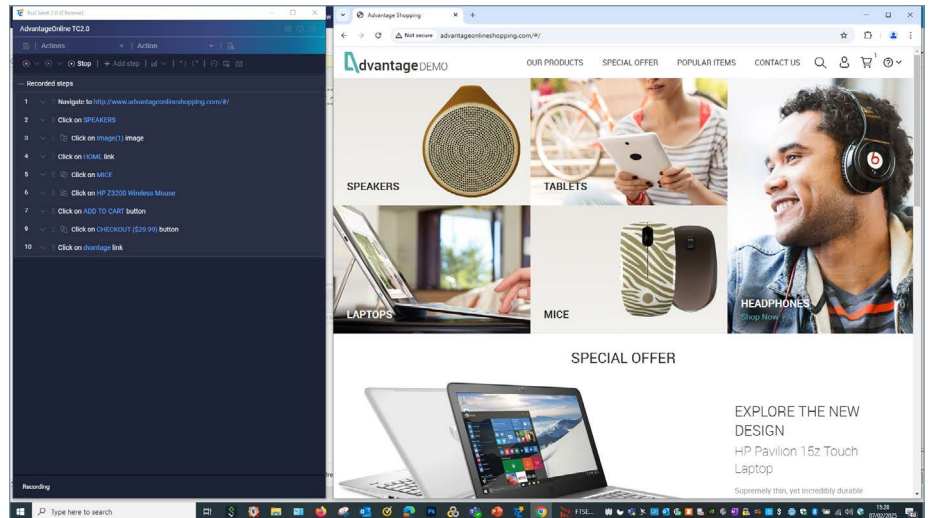 TruClient 2.0 (Chrome)
AdvantageOnline TC2.0
Actions
Action
Stop
Add step
Recorded steps
1 Navigate to http://www.advantageonlineshopping.com/#/
2 Click on SPEAKERS
3 Click on Image(1) image
4 Click on HOME link
5 Click on MICE
6 Click on HP Z3200 Wireless Mouse
7 Click on ADD TO CART button
9 Click on CHECKOUT ($29.99) button
10 Click on dvantage link
Recording
Advantage Shopping
Not secure advantageonlineshopping.com/#/
dvantage DEMO
OUR PRODUCTS SPECIAL OFFER POPULAR ITEMS CONTACT US
1
SPEAKERS
TABLETS
LAPTOPS
MICE
HEADPHONES
Shop Now
SPECIAL OFFER
EXPLORE THE NEW
DESIGN
HP Pavilion 15z Touch
Laptop
Supremely thin, yet incredibly durable
Type here to search
FTSE...
15:28
07/02/2025